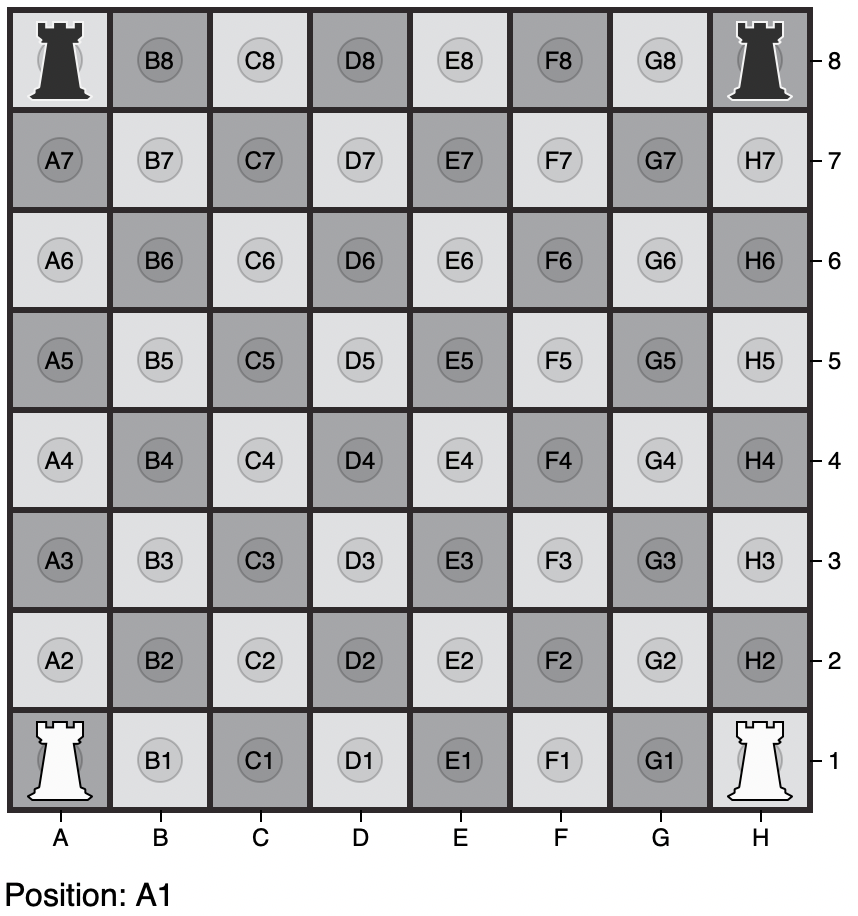 B8 C8 D8 E8 F8 G8 8
A7 B7 C7 D7 E7 F7 G7 H7 7
A6 B6 C6 D6 E6 F6 G6 H6 6
A5 B5 C5 D5 E5 F5 G5 H5 5
A4 B4 C4 D4 E4 F4 G4 H4 4
A3 B3 C3 D3 E3 F3 G3 H3 3
A2 B2 C2 D2 E2 F2 G2 H2 2
B1 C1 D1 E1 F1 G1 1
A B C D E F G H
Position: A1